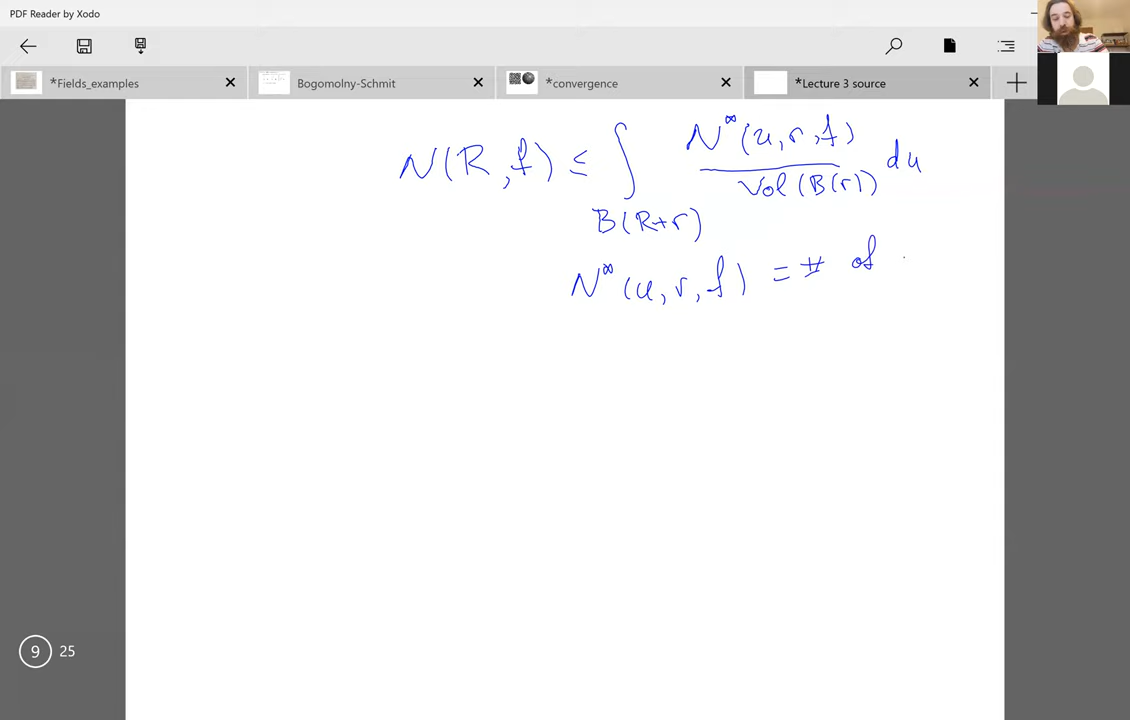 PDF Reader by Xodo
*Fields_examples
Bogomolny-Schmit
*convergence
*Lecture 3 source
N(R,f) ≤ ∫_{B(R+r)} N^∞(u,r,f) / Vol(B(r)) du
N^∞(u,r,f) = # of
9 25